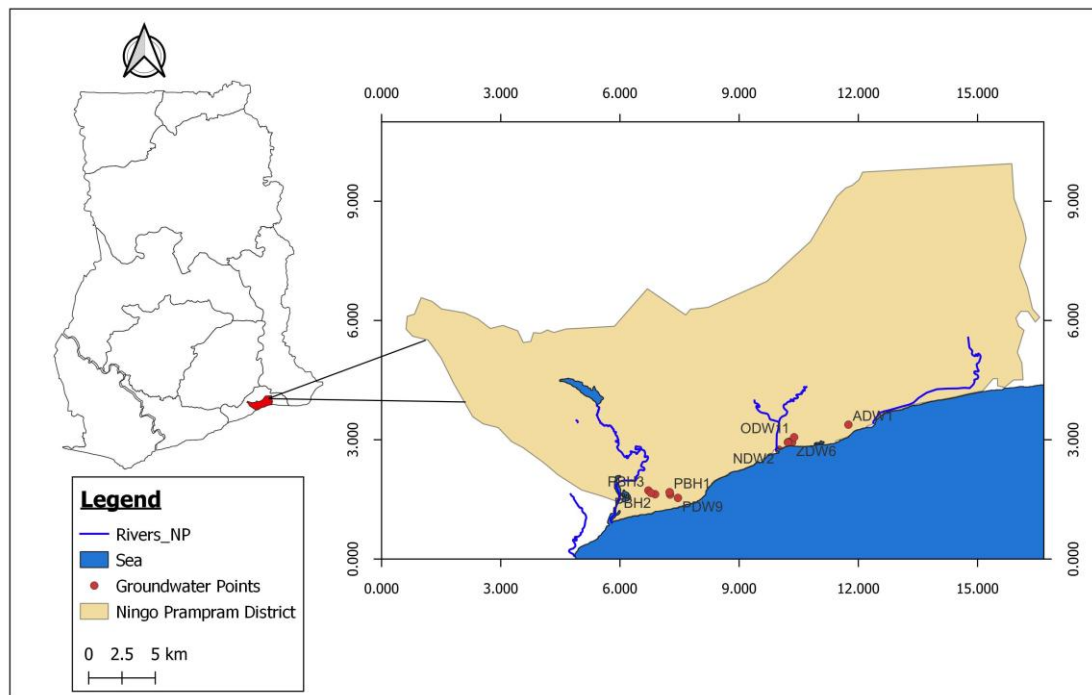 0.000 3.000 6.000 9.000 12.000 15.000
9.000 9.000
6.000 6.000
3.000 3.000
0.000 0.000
ADW1
ODW11
NDW2 ZDW6
PBH3 PBH1
PBH2 PDW9
0.000 3.000 6.000 9.000 12.000 15.000
Legend
Rivers_NP
Sea
Groundwater Points
Ningo Prampram District
0 2.5 5 km